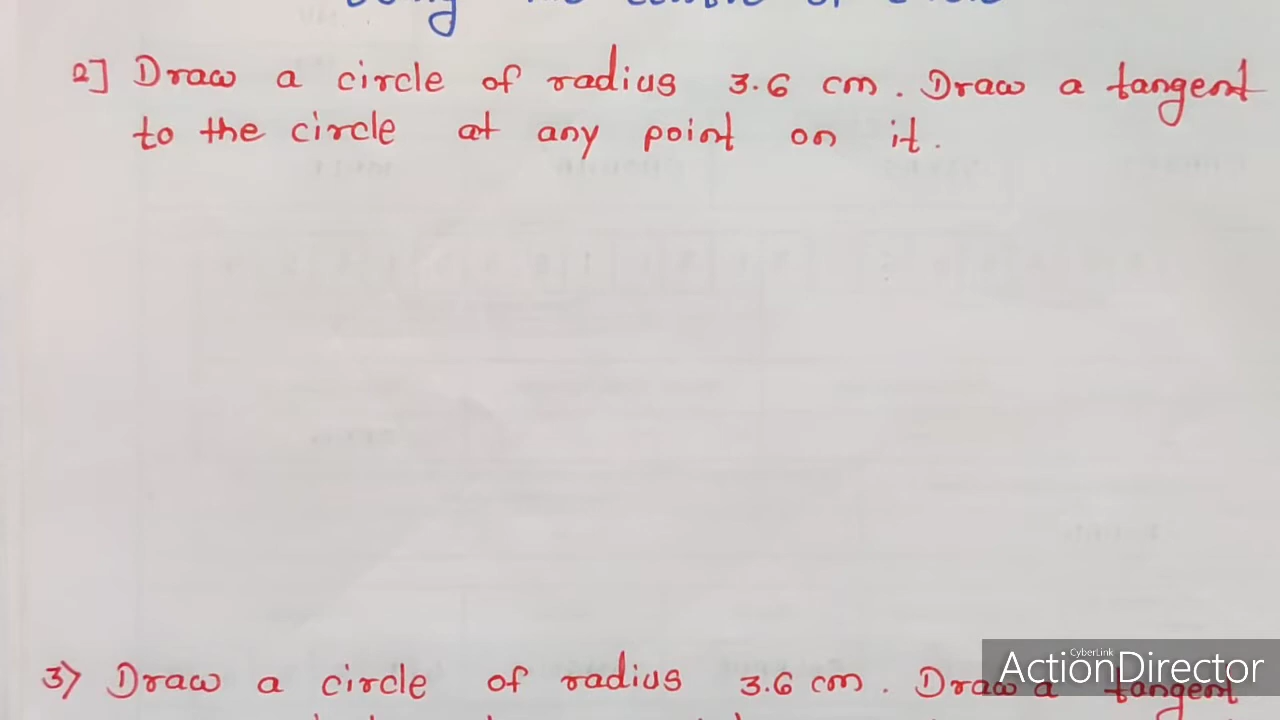 2] Draw a circle of radius 3.6 cm. Draw a tangent
to the circle at any point on it.
3) Draw a circle of radius 3.6 cm. Draw a tangent
CyberLink
ActionDirector